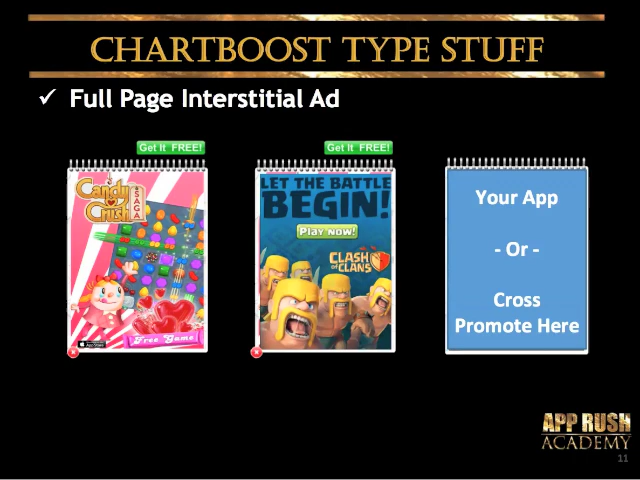 CHARTBOOST TYPE STUFF
✓ Full Page Interstitial Ad
Get It FREE!
Get It FREE!
Candy
Crush
SAGA
Free Game
LET THE BATTLE
BEGIN!
PLAY NOW!
CLASH
OF CLANS
Your App
- Or -
Cross
Promote Here
APP RUSH
ACADEMY
11